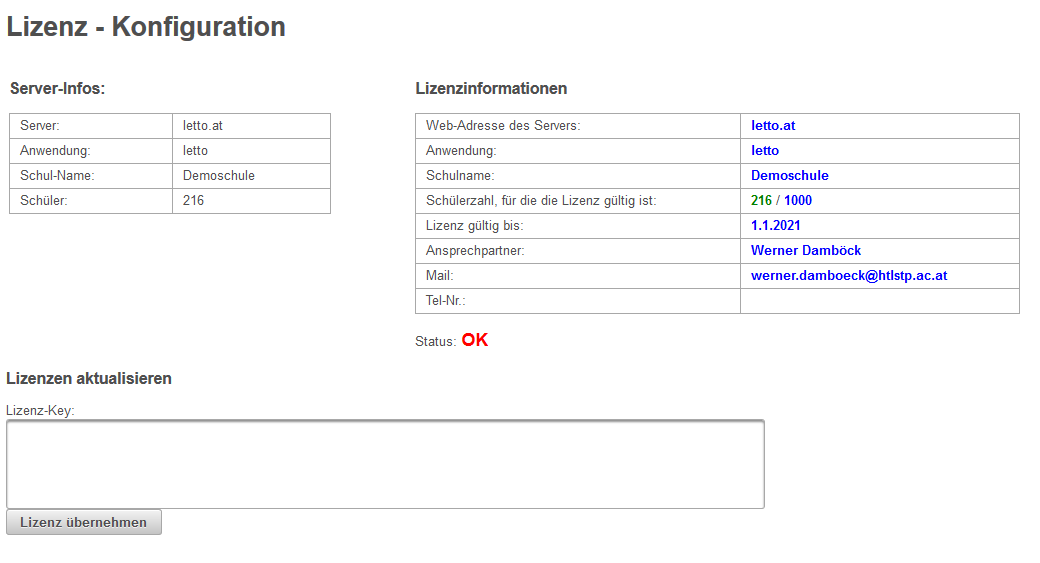 Lizenz - Konfiguration
Server-Infos:
Server: letto.at
Anwendung: letto
Schul-Name: Demoschule
Schüler: 216
Lizenzinformationen
Web-Adresse des Servers: letto.at
Anwendung: letto
Schulname: Demoschule
Schülerzahl, für die die Lizenz gültig ist: 216 / 1000
Lizenz gültig bis: 1.1.2021
Ansprechpartner: Werner Damböck
Mail: werner.damboeck@htlstp.ac.at
Tel-Nr.:
Status: OK
Lizenzen aktualisieren
Lizenz-Key:
Lizenz übernehmen